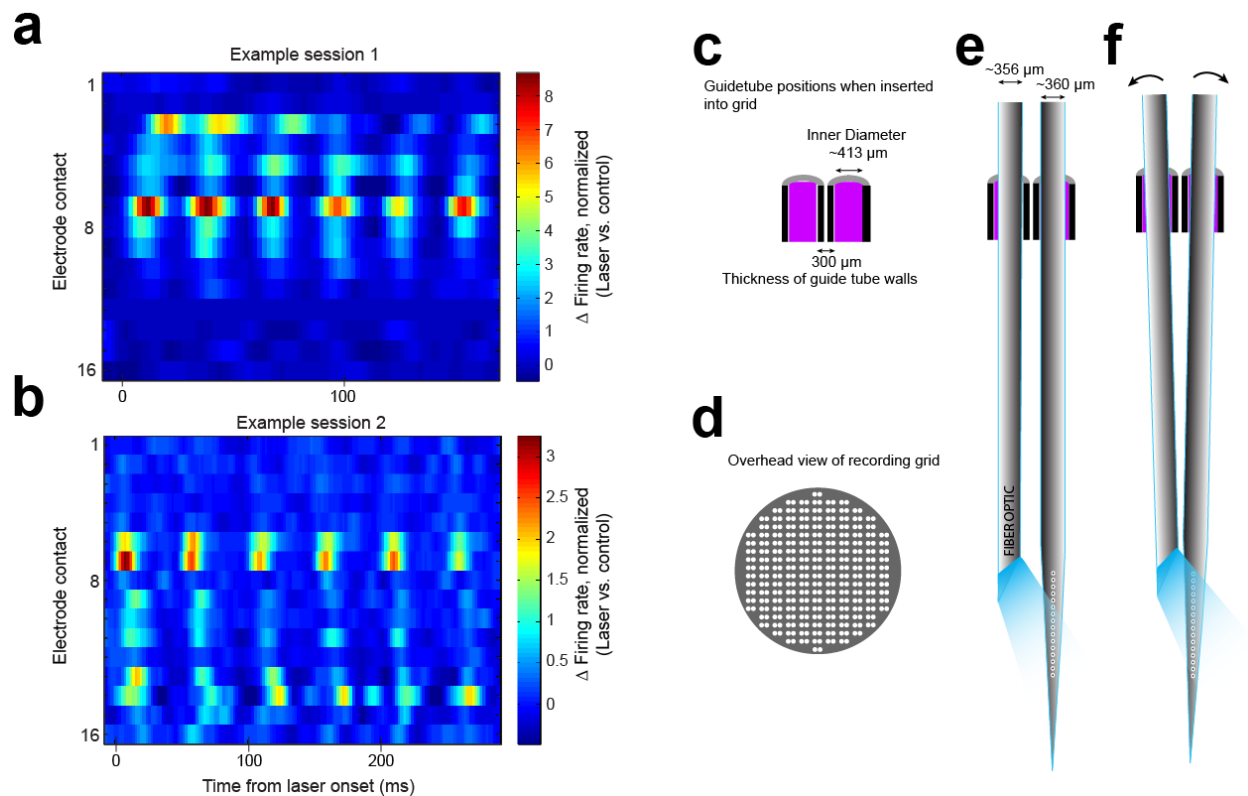 a
Example session 1
1
8
16
Electrode contact
0
100
8
7
6
5
4
3
2
1
0
Δ Firing rate, normalized
(Laser vs. control)
b
Example session 2
1
8
16
Electrode contact
0
100
200
Time from laser onset (ms)
3
2.5
2
1.5
1
0.5
0
Δ Firing rate, normalized
(Laser vs. control)
c
Guidetube positions when inserted
into grid
Inner Diameter
~413 µm
300 µm
Thickness of guide tube walls
d
Overhead view of recording grid
e
~356 µm
~360 µm
FIBER OPTIC
f